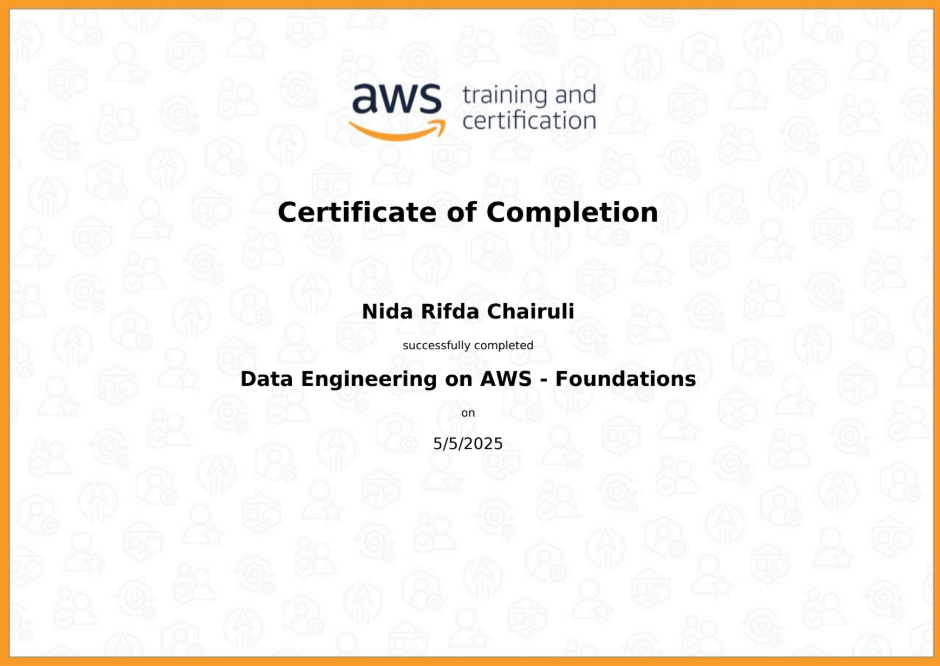 aws training and
certification
Certificate of Completion
Nida Rifda Chairuli
successfully completed
Data Engineering on AWS - Foundations
on
5/5/2025